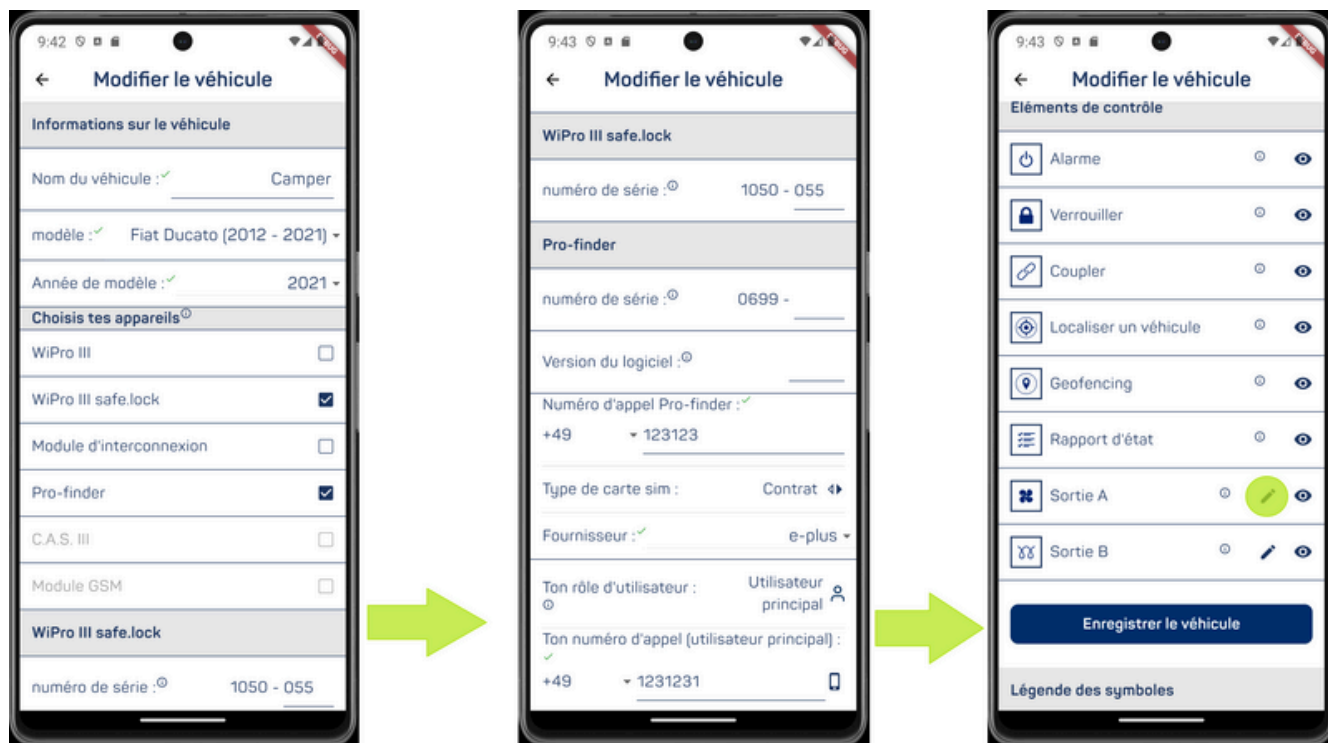 9:42
Modifier le véhicule
Informations sur le véhicule
Nom du véhicule : Camper
modèle : Fiat Ducato (2012 - 2021)
Année de modèle : 2021
Choisis tes appareils
WiPro III
WiPro III safe.lock
Module d'interconnexion
Pro-finder
C.A.S. III
Module GSM
WiPro III safe.lock
numéro de série : 1050 - 055
9:43
Modifier le véhicule
WiPro III safe.lock
numéro de série : 1050 - 055
Pro-finder
numéro de série : 0699 -
Version du logiciel :
Numéro d'appel Pro-finder :
+49 123123
Type de carte sim : Contrat
Fournisseur : e-plus
Ton rôle d'utilisateur : Utilisateur
principal
Ton numéro d'appel (utilisateur principal) :
+49 1231231
9:43
Modifier le véhicule
Eléments de contrôle
Alarme
Verrouiller
Coupler
Localiser un véhicule
Geofencing
Rapport d'état
Sortie A
Sortie B
Enregistrer le véhicule
Légende des symboles